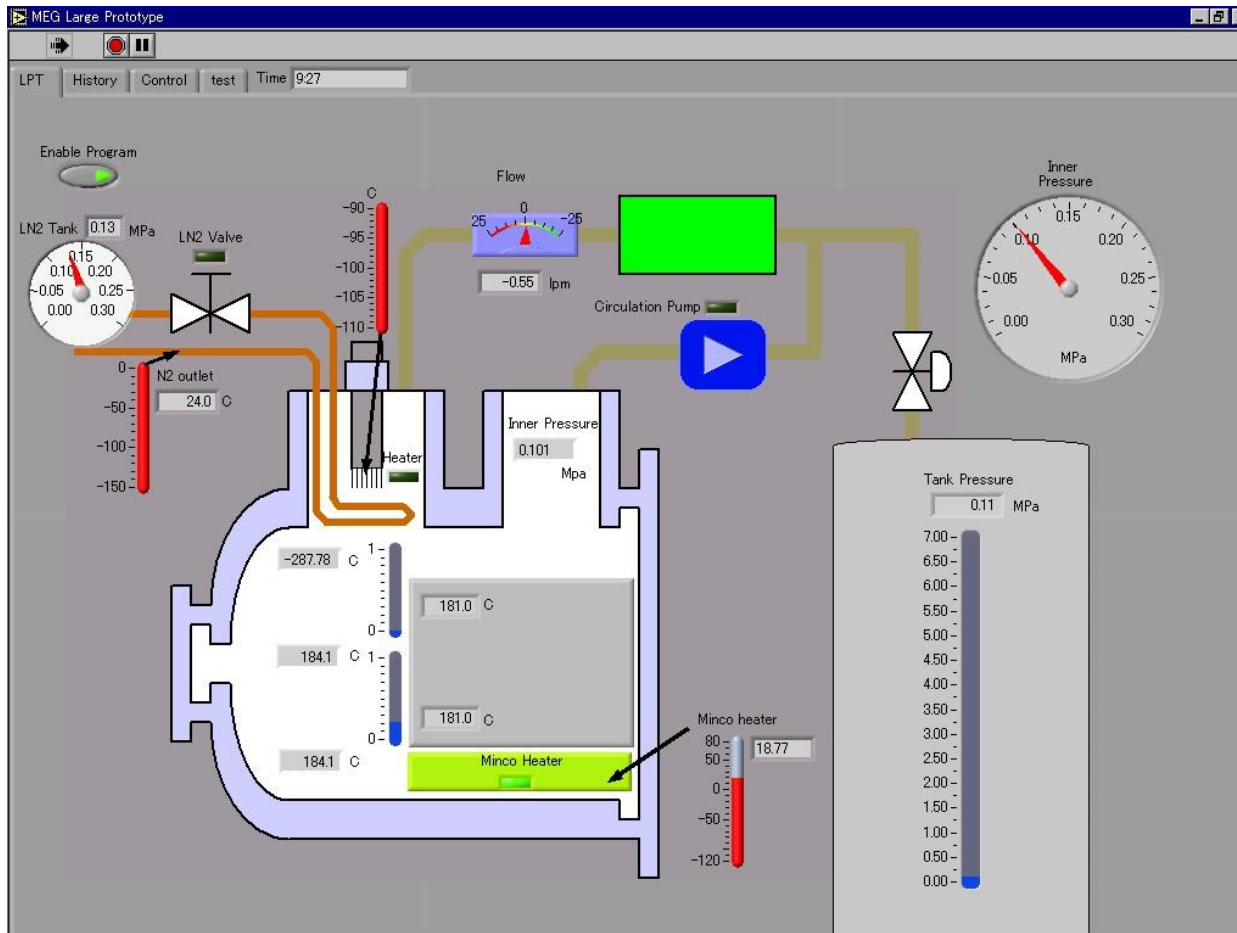 MEG Large Prototype
LPT History Control test Time 9:27
Enable Program
LN2 Tank 0.13 MPa
0.00 -0.05 0.10 0.15 0.20 0.25 0.30
LN2 Valve
C
-90
-95
-100
-105
-110
Flow
25 0 -25
-0.55 lpm
Circulation Pump
Inner
Pressure
0.00 -0.05 0.10 0.15 0.20 0.25 0.30
MPa
N2 outlet
24.0 C
0
-50
-100
-150
Heater
Inner Pressure
0.101
Mpa
-287.78 C
1
0
184.1 C
1
0
184.1 C
181.0 C
181.0 C
Minco Heater
Minco heater
18.77
80
50
0
-50
-120
Tank Pressure
0.11 MPa
7.00
6.50
6.00
5.50
5.00
4.50
4.00
3.50
3.00
2.50
2.00
1.50
1.00
0.50
0.00